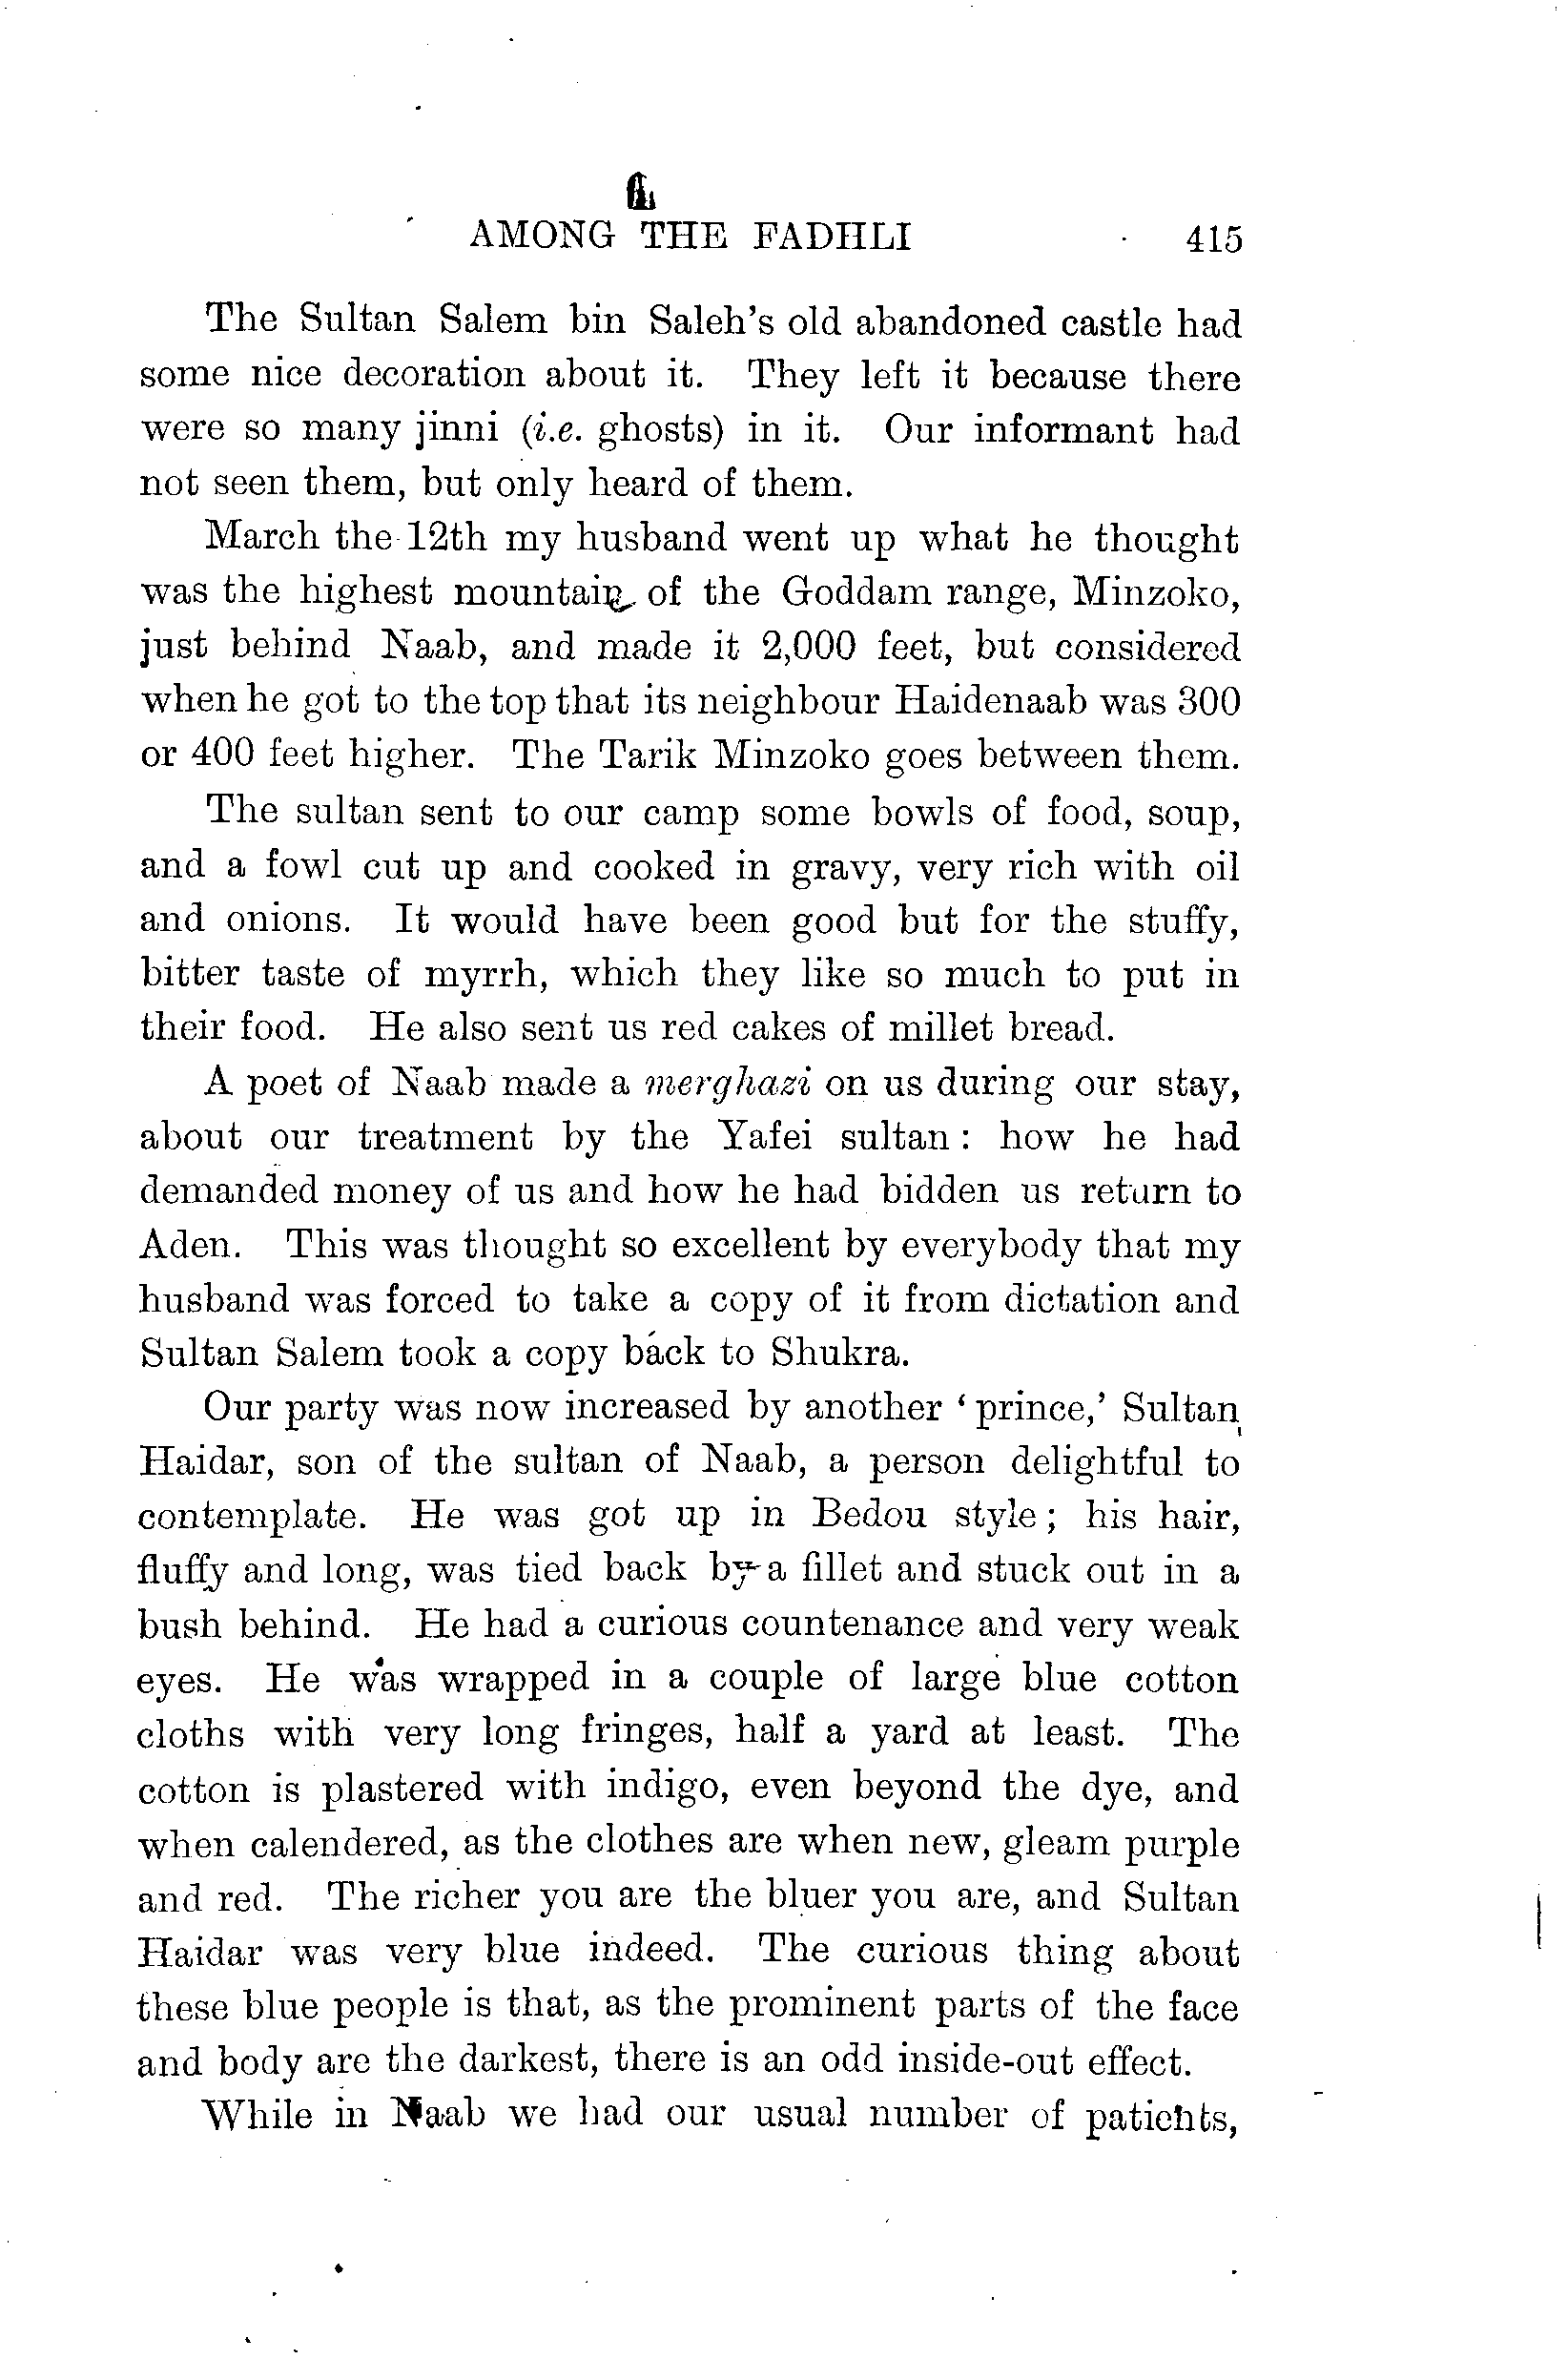 AMONG THE FADHLI 415
The Sultan Salem bin Saleh's old abandoned castle had
some nice decoration about it. They left it because there
were so many jinni (i.e. ghosts) in it. Our informant had
not seen them, but only heard of them.
March the 12th my husband went up what he thought
was the highest mountain of the Goddam range, Minzoko,
just behind Naab, and made it 2,000 feet, but considered
when he got to the top that its neighbour Haidenaab was 300
or 400 feet higher. The Tarik Minzoko goes between them.
The sultan sent to our camp some bowls of food, soup,
and a fowl cut up and cooked in gravy, very rich with oil
and onions. It would have been good but for the stuffy,
bitter taste of myrrh, which they like so much to put in
their food. He also sent us red cakes of millet bread.
A poet of Naab made a merghazi on us during our stay,
about our treatment by the Yafei sultan: how he had
demanded money of us and how he had bidden us return to
Aden. This was thought so excellent by everybody that my
husband was forced to take a copy of it from dictation and
Sultan Salem took a copy back to Shukra.
Our party was now increased by another 'prince,' Sultan
Haidar, son of the sultan of Naab, a person delightful to
contemplate. He was got up in Bedou style; his hair,
fluffy and long, was tied back by a fillet and stuck out in a
bush behind. He had a curious countenance and very weak
eyes. He was wrapped in a couple of large blue cotton
cloths with very long fringes, half a yard at least. The
cotton is plastered with indigo, even beyond the dye, and
when calendered, as the clothes are when new, gleam purple
and red. The richer you are the bluer you are, and Sultan
Haidar was very blue indeed. The curious thing about
these blue people is that, as the prominent parts of the face
and body are the darkest, there is an odd inside-out effect.
While in Naab we had our usual number of patients,